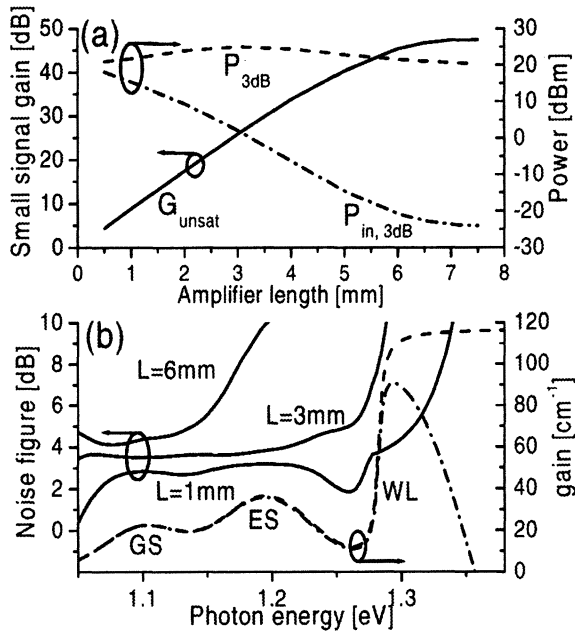 (a)
Small signal gain [dB]
50
40
30
20
10
0
P3dB
Gunsat
Pin, 3dB
30
20
10
0
-10
-20
-30
Power [dBm]
0 1 2 3 4 5 6 7 8
Amplifier length [mm]
(b)
Noise figure [dB]
10
8
6
4
2
0
L=6mm
L=3mm
L=1mm
GS
ES
WL
120
100
80
60
40
20
0
gain [cm-1]
1.1 1.2 1.3
Photon energy [eV]